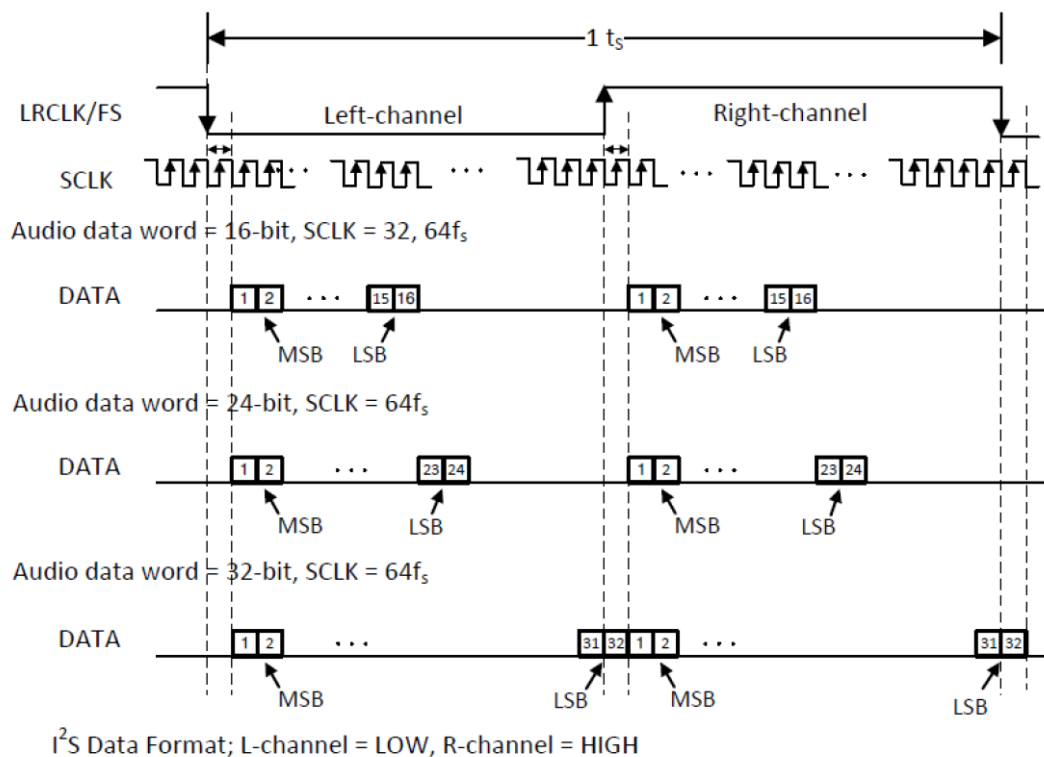 1 tS
LRCLK/FS
Left-channel
Right-channel
SCLK
Audio data word = 16-bit, SCLK = 32, 64fs
DATA
1 2 ... 15 16 1 2 ... 15 16
MSB LSB MSB LSB
Audio data word = 24-bit, SCLK = 64fs
DATA
1 2 ... 23 24 1 2 ... 23 24
MSB LSB MSB LSB
Audio data word = 32-bit, SCLK = 64fs
DATA
1 2 ... 31 32 1 2 ... 31 32
MSB LSB MSB LSB
I²S Data Format; L-channel = LOW, R-channel = HIGH